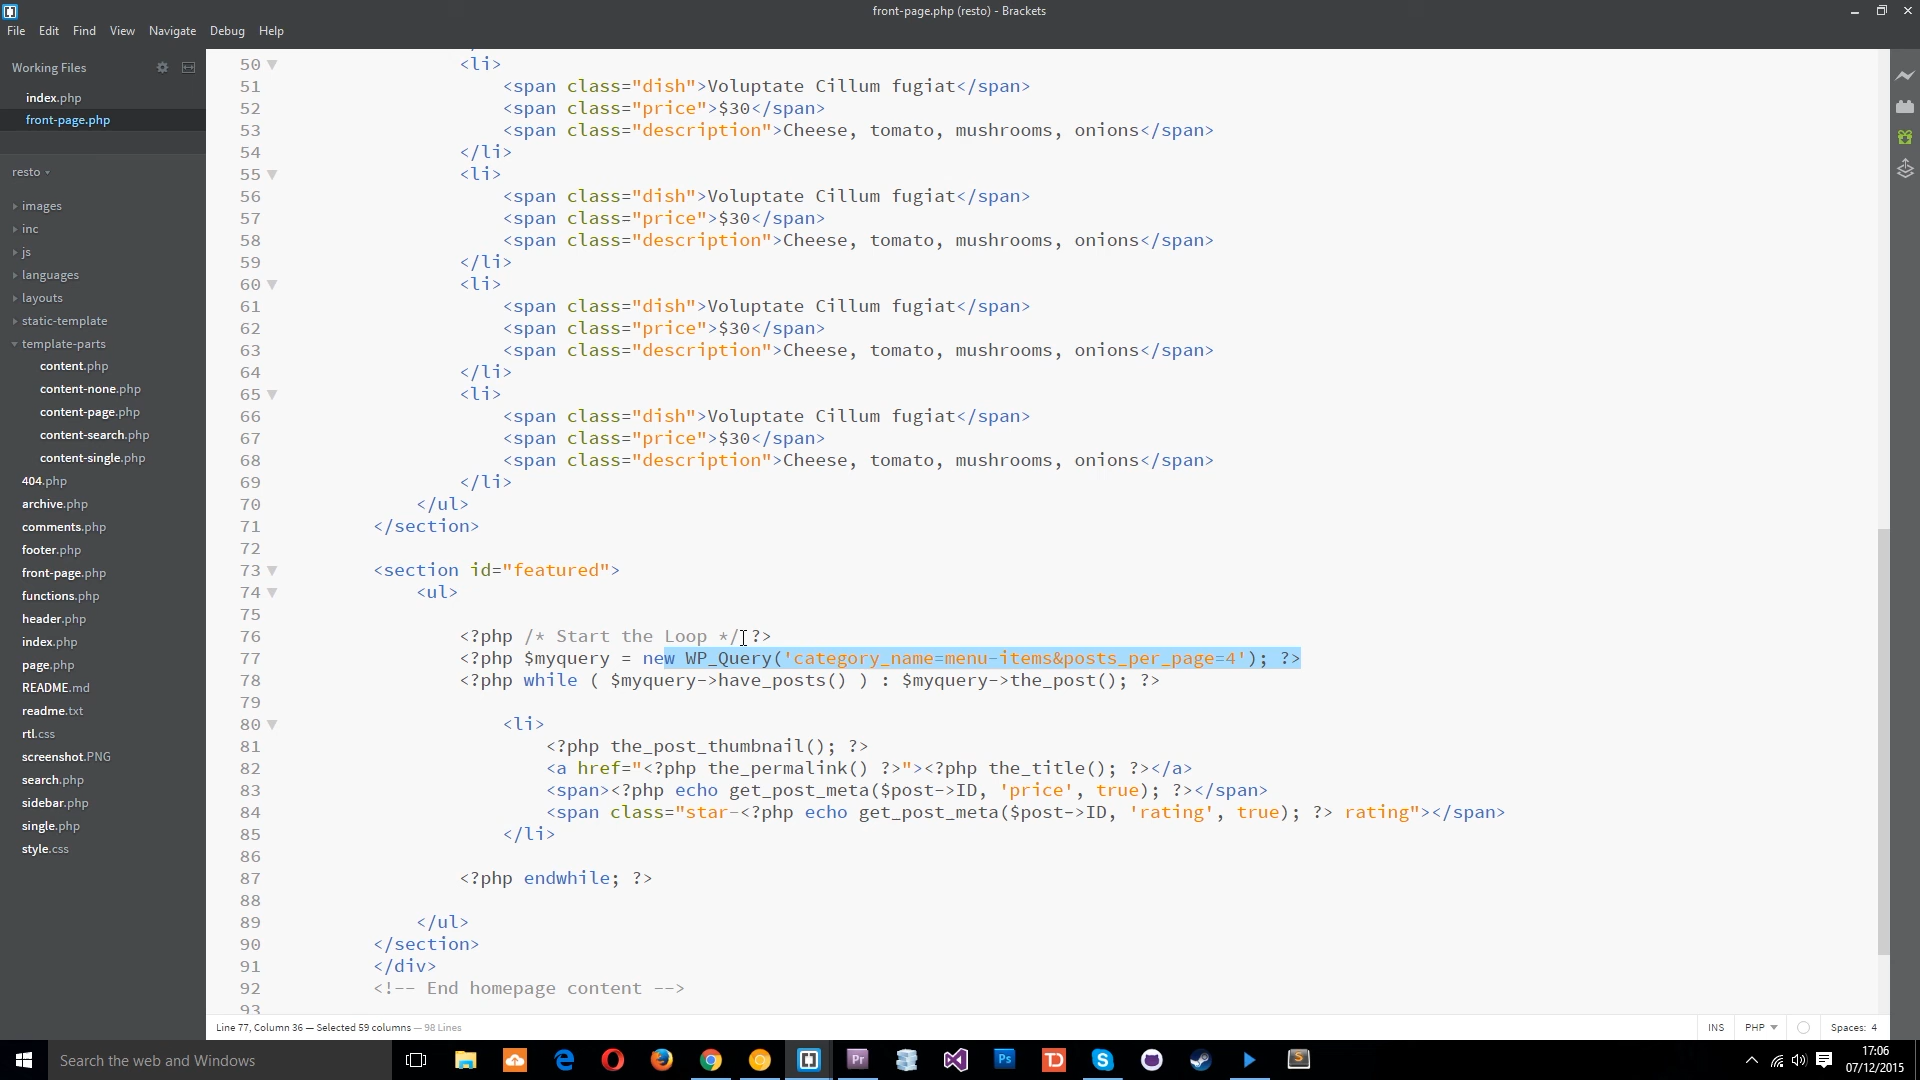 front-page.php (resto) - Brackets
File Edit Find View Navigate Debug Help
Working Files
index.php
front-page.php
resto
images
inc
js
languages
layouts
static-template
template-parts
content.php
content-none.php
content-page.php
content-search.php
content-single.php
404.php
archive.php
comments.php
footer.php
front-page.php
functions.php
header.php
index.php
page.php
README.md
readme.txt
rtl.css
screenshot.PNG
search.php
sidebar.php
single.php
style.css
50 <li>
51 <span class="dish">Voluptate Cillum fugiat</span>
52 <span class="price">$30</span>
53 <span class="description">Cheese, tomato, mushrooms, onions</span>
54 </li>
55 <li>
56 <span class="dish">Voluptate Cillum fugiat</span>
57 <span class="price">$30</span>
58 <span class="description">Cheese, tomato, mushrooms, onions</span>
59 </li>
60 <li>
61 <span class="dish">Voluptate Cillum fugiat</span>
62 <span class="price">$30</span>
63 <span class="description">Cheese, tomato, mushrooms, onions</span>
64 </li>
65 <li>
66 <span class="dish">Voluptate Cillum fugiat</span>
67 <span class="price">$30</span>
68 <span class="description">Cheese, tomato, mushrooms, onions</span>
69 </li>
70 </ul>
71 </section>
72
73 <section id="featured">
74 <ul>
75
76 <?php /* Start the Loop */ ?>
77 <?php $myquery = new WP_Query('category_name=menu-items&posts_per_page=4'); ?>
78 <?php while ( $myquery->have_posts() ) : $myquery->the_post(); ?>
79
80 <li>
81 <?php the_post_thumbnail(); ?>
82 <a href="<?php the_permalink() ?>"><?php the_title(); ?></a>
83 <span><?php echo get_post_meta($post->ID, 'price', true); ?></span>
84 <span class="star-<?php echo get_post_meta($post->ID, 'rating', true); ?> rating"></span>
85 </li>
86
87 <?php endwhile; ?>
88
89 </ul>
90 </section>
91 </div>
92 <!-- End homepage content -->
93
Line 77, Column 36 — Selected 59 columns — 98 Lines
INS PHP Spaces: 4
Search the web and Windows
Pr
Ps
TD
17:06
07/12/2015